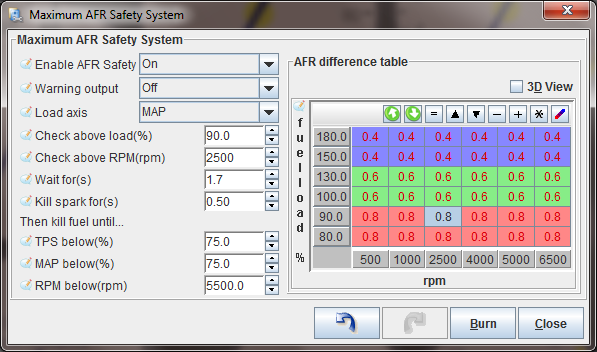 Maximum AFR Safety System
Maximum AFR Safety System
Enable AFR Safety On
Warning output Off
Load axis MAP
Check above load(%) 90.0
Check above RPM(rpm) 2500
Wait for(s) 1.7
Kill spark for(s) 0.50
Then kill fuel until...
TPS below(%) 75.0
MAP below(%) 75.0
RPM below(rpm) 5500.0
AFR difference table
3D View
fuelload
%
= - + *
180.0 0.4 0.4 0.4 0.4 0.4 0.4
150.0 0.4 0.4 0.4 0.4 0.4 0.4
130.0 0.6 0.6 0.6 0.6 0.6 0.6
100.0 0.6 0.6 0.6 0.6 0.6 0.6
90.0 0.8 0.8 0.8 0.8 0.8 0.8
80.0 0.8 0.8 0.8 0.8 0.8 0.8
500 1000 2500 4000 5000 6500
rpm
Burn
Close